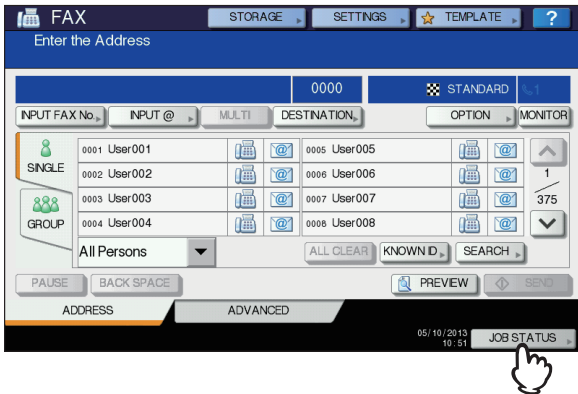 FAX STORAGE SETTINGS TEMPLATE ?
Enter the Address
0000 STANDARD 1
INPUT FAX No. INPUT @ MULTI DESTINATION OPTION MONITOR
SINGLE
GROUP
0001 User001 0005 User005
0002 User002 0006 User006
0003 User003 0007 User007
0004 User004 0008 User008
1
375
All Persons ALL CLEAR KNOWN ID SEARCH
PAUSE BACK SPACE PREVIEW SEND
ADDRESS ADVANCED
05/10/2013
10:51
JOB STATUS